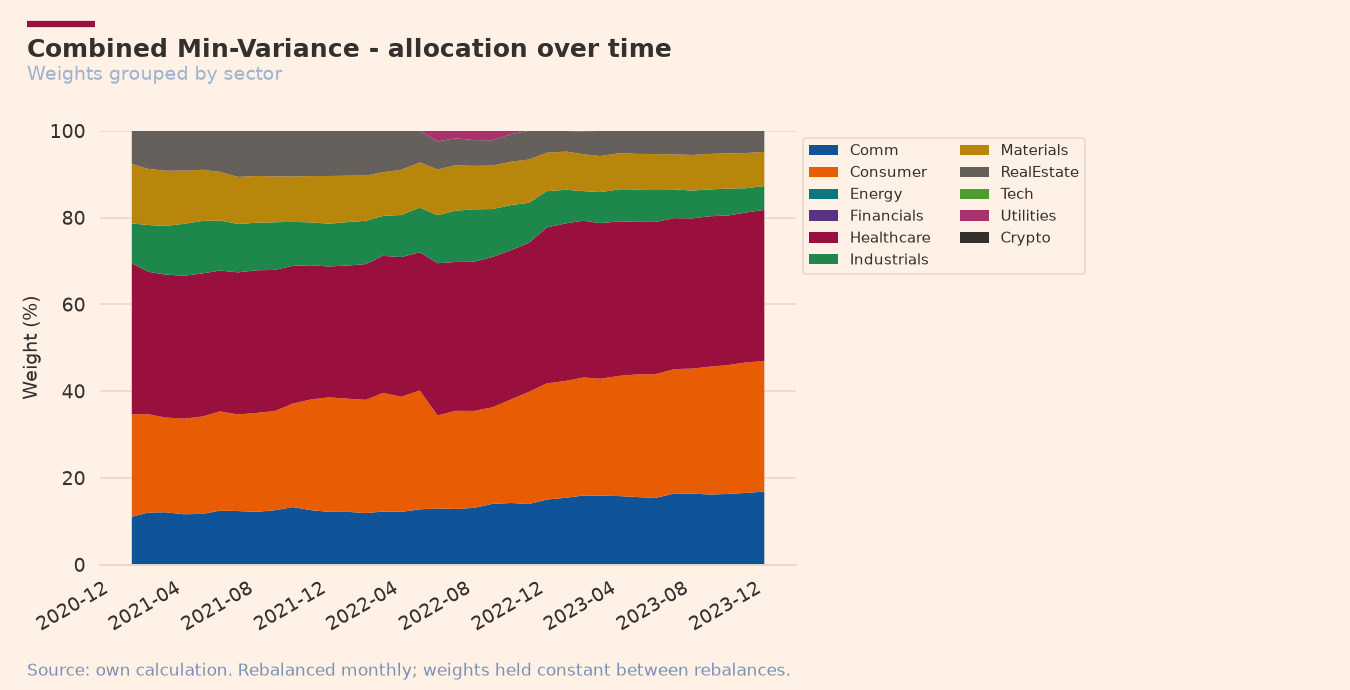 Combined Min-Variance - allocation over time
Weights grouped by sector
Weight (%)
100
80
60
40
20
0
2020-12
2021-04
2021-08
2021-12
2022-04
2022-08
2022-12
2023-04
2023-08
2023-12
Comm
Consumer
Energy
Financials
Healthcare
Industrials
Materials
RealEstate
Tech
Utilities
Crypto
Source: own calculation. Rebalanced monthly; weights held constant between rebalances.